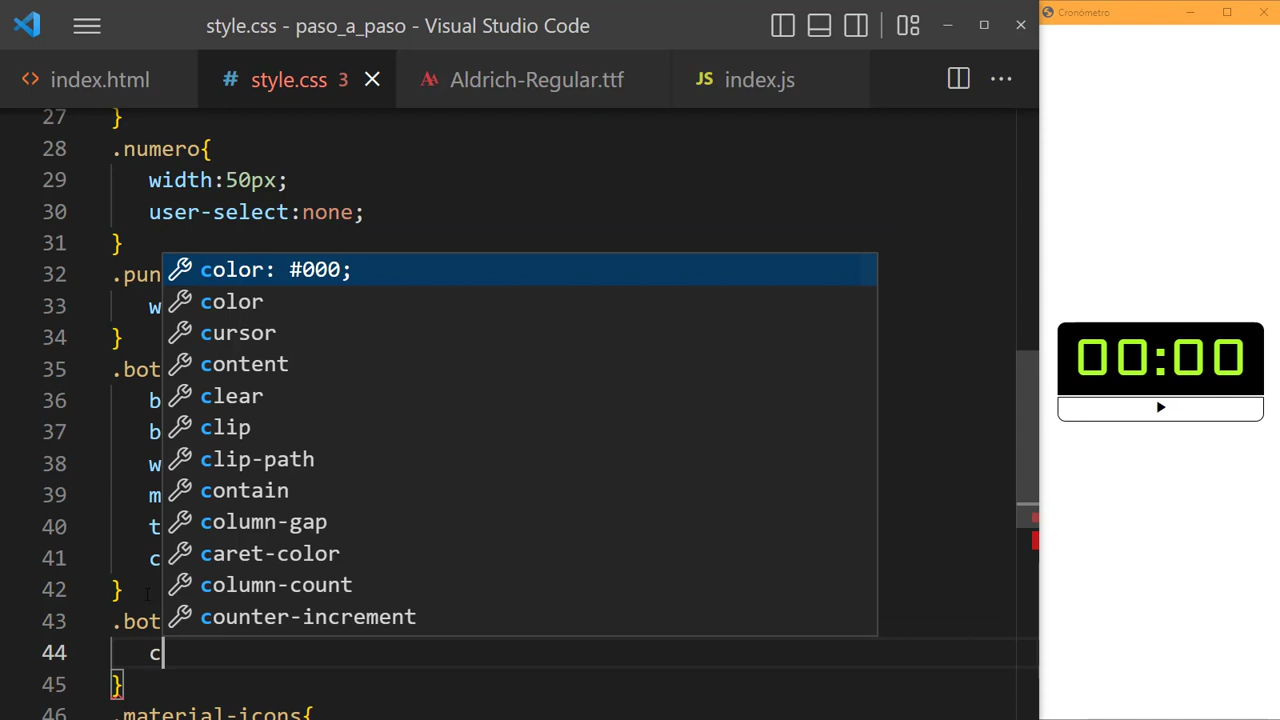 style.css - paso_a_paso - Visual Studio Code
Cronómetro
index.html
style.css 3
Aldrich-Regular.ttf
JS index.js
27 }
28 .numero{
29 width:50px;
30 user-select:none;
31 }
32 .pun
33 w
34 }
35 .bot
36 b
37 b
38 w
39 m
40 t
41 c
42 }
43 .bot
44 c
45 }
46 .material-icons{
color: #000;
color
cursor
content
clear
clip
clip-path
contain
column-gap
caret-color
column-count
counter-increment
00:00